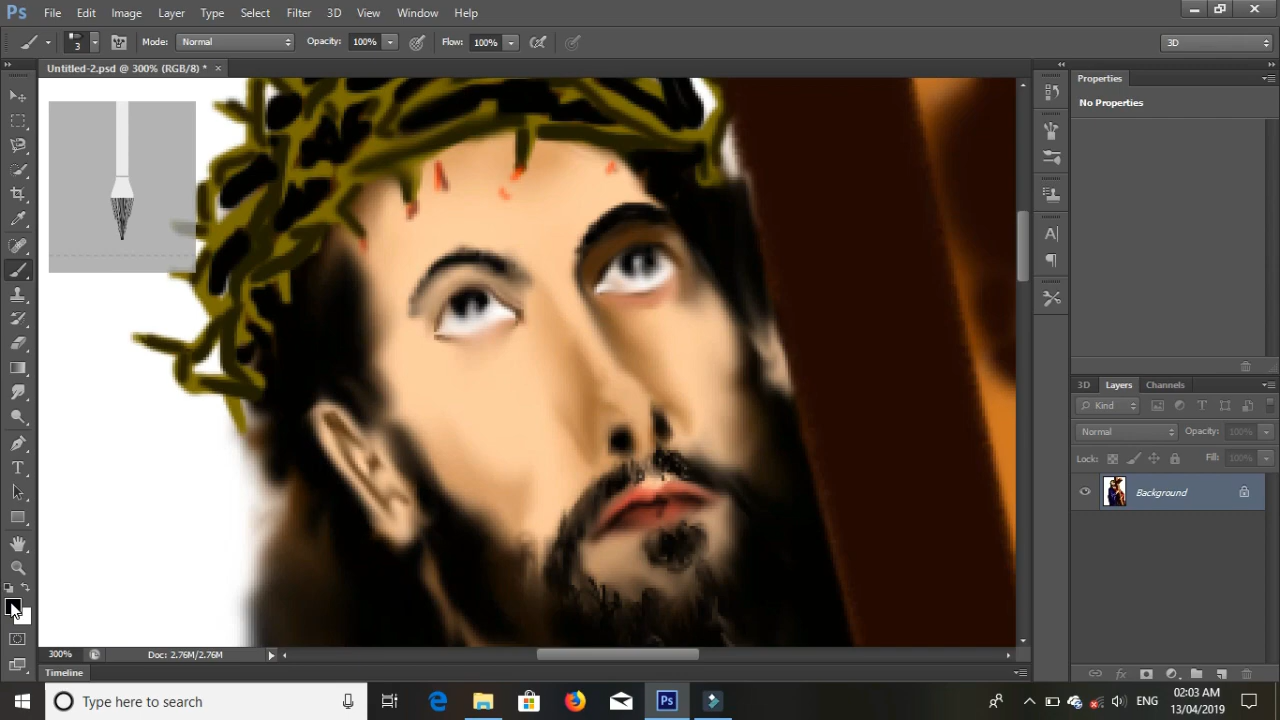 Ps File Edit Image Layer Type Select Filter 3D View Window Help
3 Mode: Normal Opacity: 100% Flow: 100% 3D
Untitled-2.psd @ 300% (RGB/8) * ×
Properties
No Properties
3D Layers Channels
Kind
Normal Opacity: 100%
Lock: Fill: 100%
Background
300% Doc: 2.76M/2.76M
Timeline
Type here to search
Ps
ENG
02:03 AM
13/04/2019